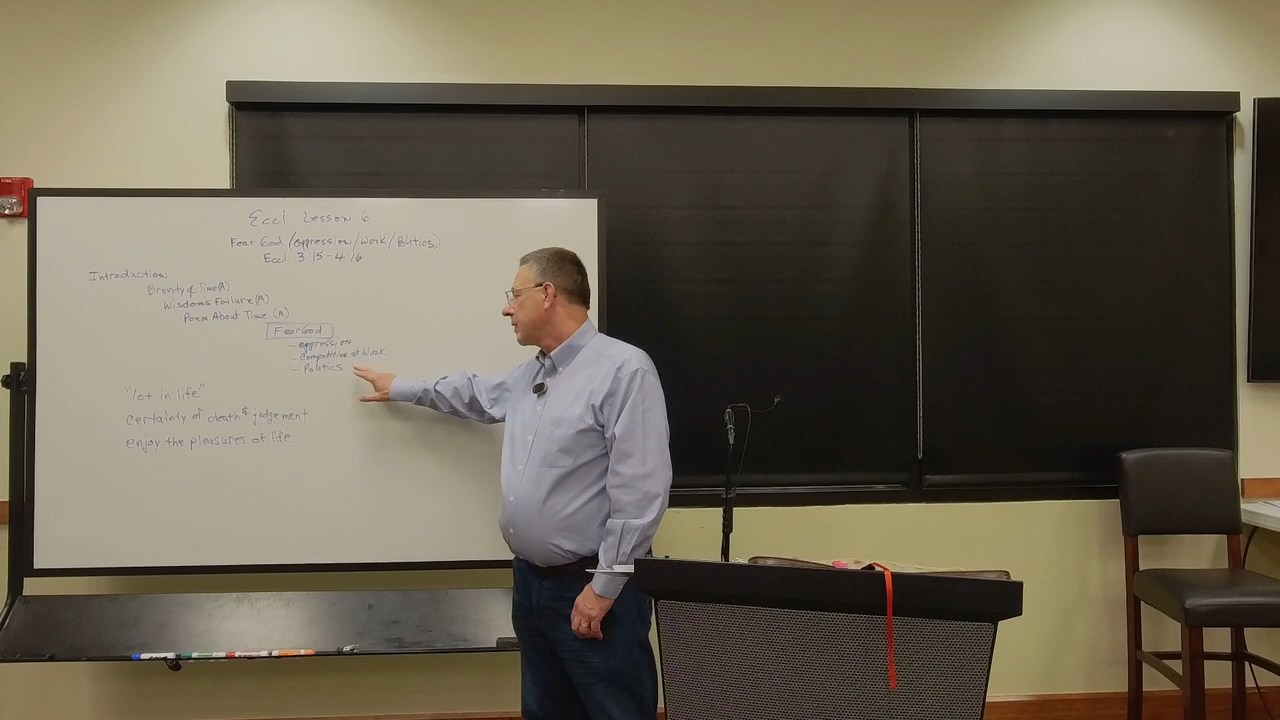 Eccl Lesson 6
Fear God (oppression/Work/Politics)
Eccl 3:15-4:16
Introduction
Brevity of Time (A)
Wisdom's Failure (A)
Poem About Time (A)
Fear God
- oppression
- Competition at Work
- Politics
"lot in life"
certainty of death & judgement
enjoy the pleasures of life
FIRE